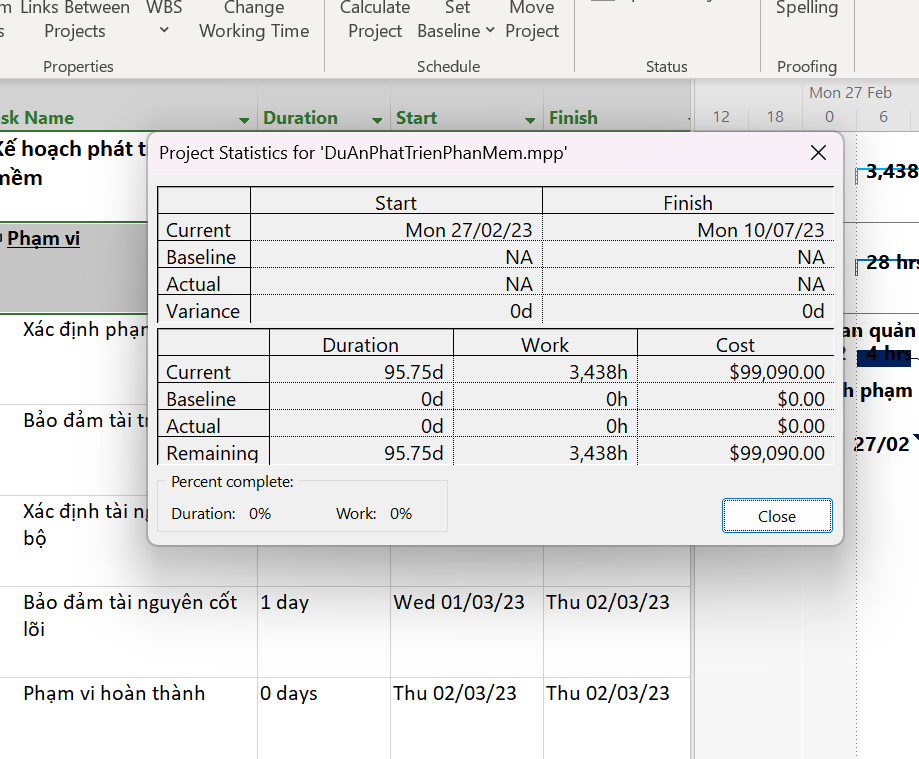 Links Between
Projects
WBS
Change
Working Time
Calculate
Project
Set
Baseline
Move
Project
Spelling
Properties
Schedule
Status
Proofing
Mon 27 Feb
sk Name
Duration
Start
Finish
12
18
0
6
Kế hoạch phát t
mềm
3,438
Project Statistics for 'DuAnPhatTrienPhanMem.mpp'
Start Finish
Current Mon 27/02/23 Mon 10/07/23
Baseline NA NA
Actual NA NA
Variance 0d 0d
Duration Work Cost
Current 95.75d 3,438h $99,090.00
Baseline 0d 0h $0.00
Actual 0d 0h $0.00
Remaining 95.75d 3,438h $99,090.00
Percent complete:
Duration: 0% Work: 0%
Close
Phạm vi
28 hrs
Xác định phạn
an quản
4 hrs
Bảo đảm tài tr
h phạm
27/02
Xác định tài ng
bộ
Bảo đảm tài nguyên cốt
lõi
1 day
Wed 01/03/23
Thu 02/03/23
Phạm vi hoàn thành
0 days
Thu 02/03/23
Thu 02/03/23